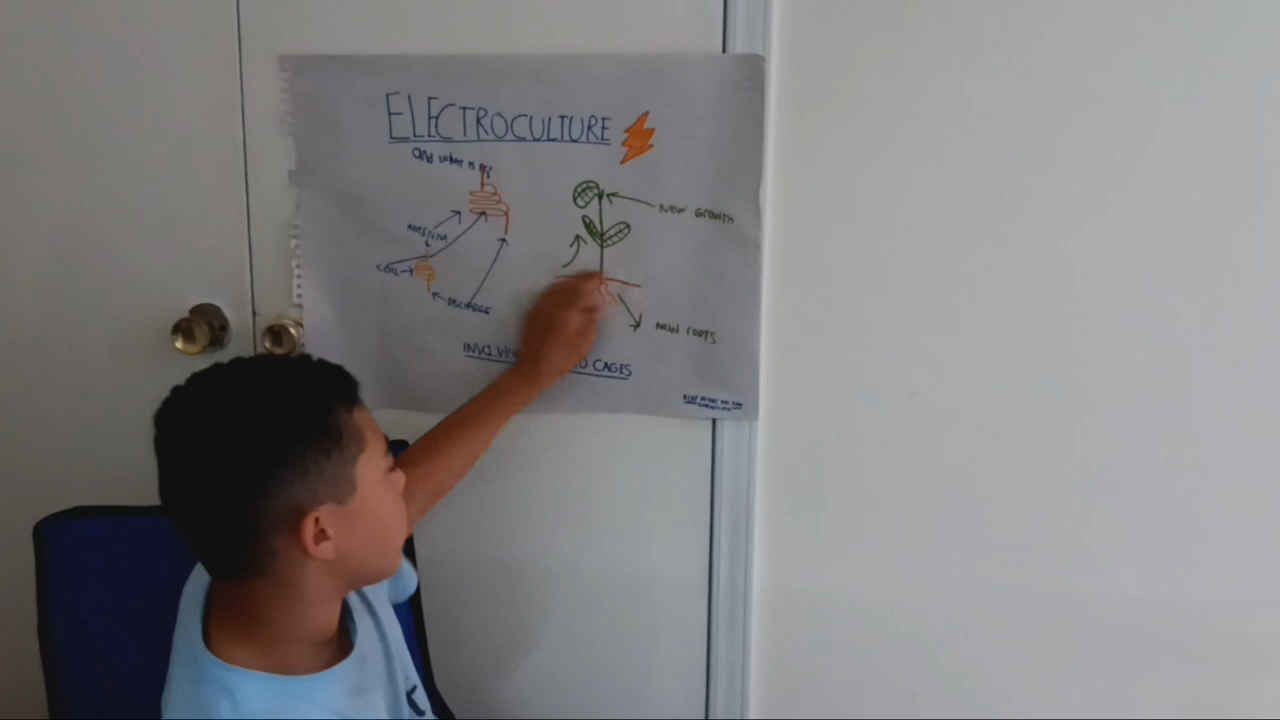 ELECTROCULTURE
and what is it?
ANTENNA
COIL
DISCHARGE
NEW GROWTH
NEW ROOTS
CAGES